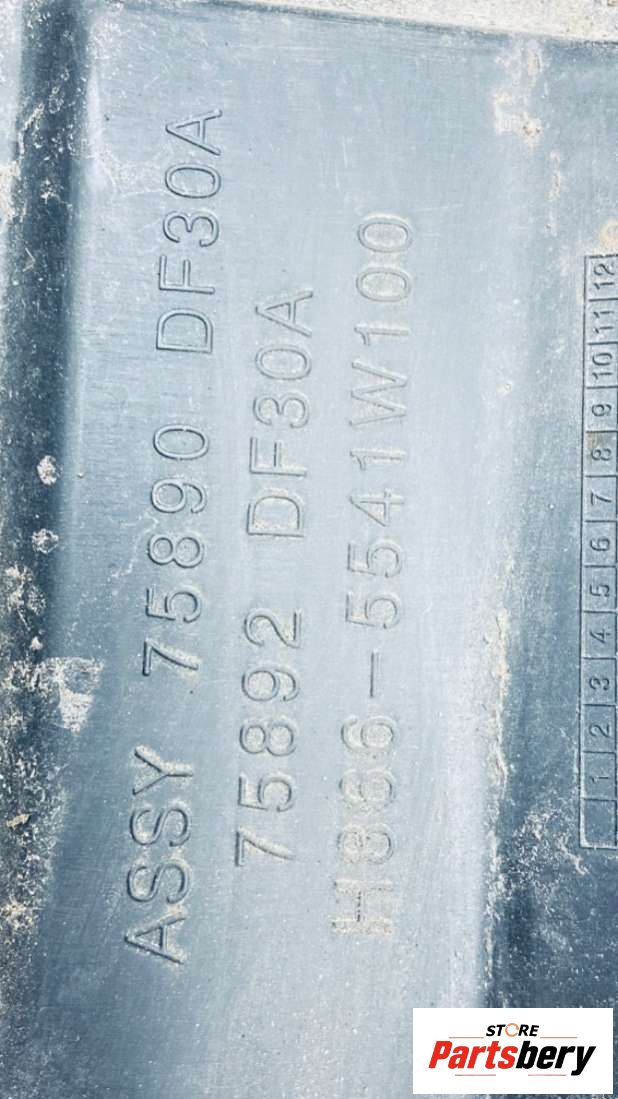 ASSY 75890 DF30A
75892 DF30A
H866-5541W100
1 2 3 4 5 6 7 8 9 10 11 12
STORE
Partsbery